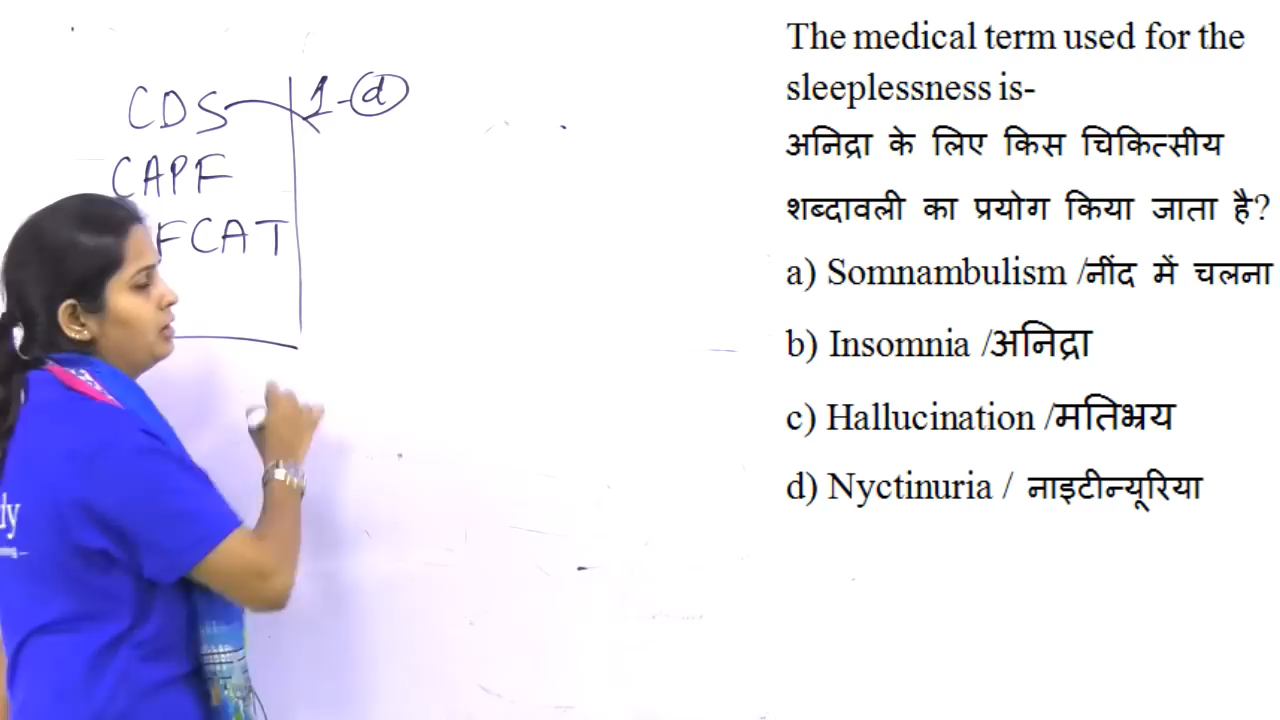 CDS 1-d
CAPF
FCAT
dy
The medical term used for the
sleeplessness is-
अनिद्रा के लिए किस चिकित्सीय
शब्दावली का प्रयोग किया जाता है?
a) Somnambulism /नींद में चलना
b) Insomnia /अनिद्रा
c) Hallucination /मतिभ्रय
d) Nyctinuria / नाइटीन्यूरिया